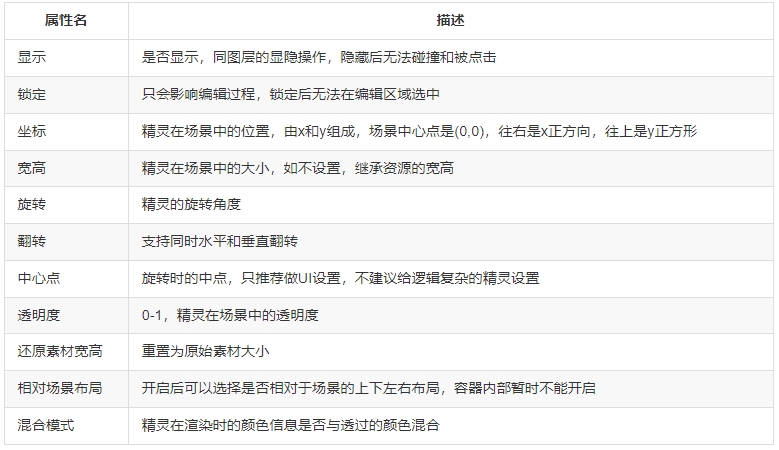 属性名 描述
显示 是否显示，同图层的显隐操作，隐藏后无法碰撞和被点击
锁定 只会影响编辑过程，锁定后无法在编辑区域选中
坐标 精灵在场景中的位置，由x和y组成，场景中心点是(0,0)，往右是x正方向，往上是y正方形
宽高 精灵在场景中的大小，如不设置，继承资源的宽高
旋转 精灵的旋转角度
翻转 支持同时水平和垂直翻转
中心点 旋转时的中点，只推荐做UI设置，不建议给逻辑复杂的精灵设置
透明度 0-1，精灵在场景中的透明度
还原素材宽高 重置为原始素材大小
相对场景布局 开启后可以选择是否相对于场景的上下左右布局，容器内部暂时不能开启
混合模式 精灵在渲染时的颜色信息是否与透过的颜色混合